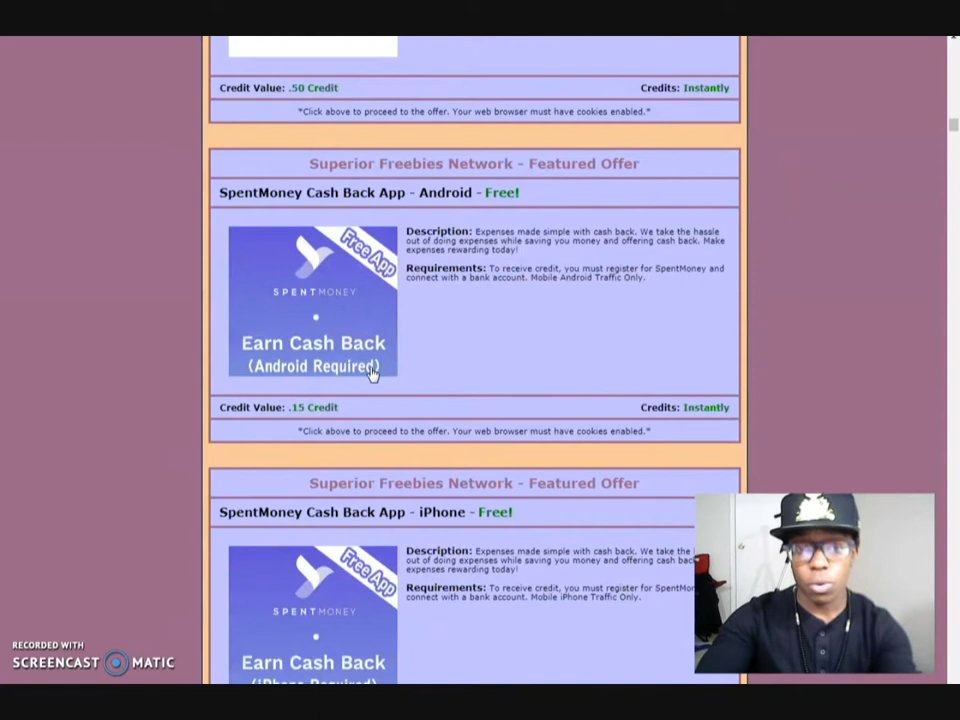 Credit Value: .50 Credit
Credits: Instantly
*Click above to proceed to the offer. Your web browser must have cookies enabled.*
Superior Freebies Network - Featured Offer
SpentMoney Cash Back App - Android - Free!
Free App
SPENTMONEY
Earn Cash Back
(Android Required)
Description: Expenses made simple with cash back. We take the hassle
out of doing expenses while saving you money and offering cash back. Make
expenses rewarding today!
Requirements: To receive credit, you must register for SpentMoney and
connect with a bank account. Mobile Android Traffic Only.
Credit Value: .15 Credit
Credits: Instantly
*Click above to proceed to the offer. Your web browser must have cookies enabled.*
Superior Freebies Network - Featured Offer
SpentMoney Cash Back App - iPhone - Free!
Free App
SPENTMONEY
Earn Cash Back
(iPhone Required)
Description: Expenses made simple with cash back. We take the
out of doing expenses while saving you money and offering cash bac
expenses rewarding today!
Requirements: To receive credit, you must register for SpentMon
connect with a bank account. Mobile iPhone Traffic Only.
RECORDED WITH
SCREENCAST MATIC